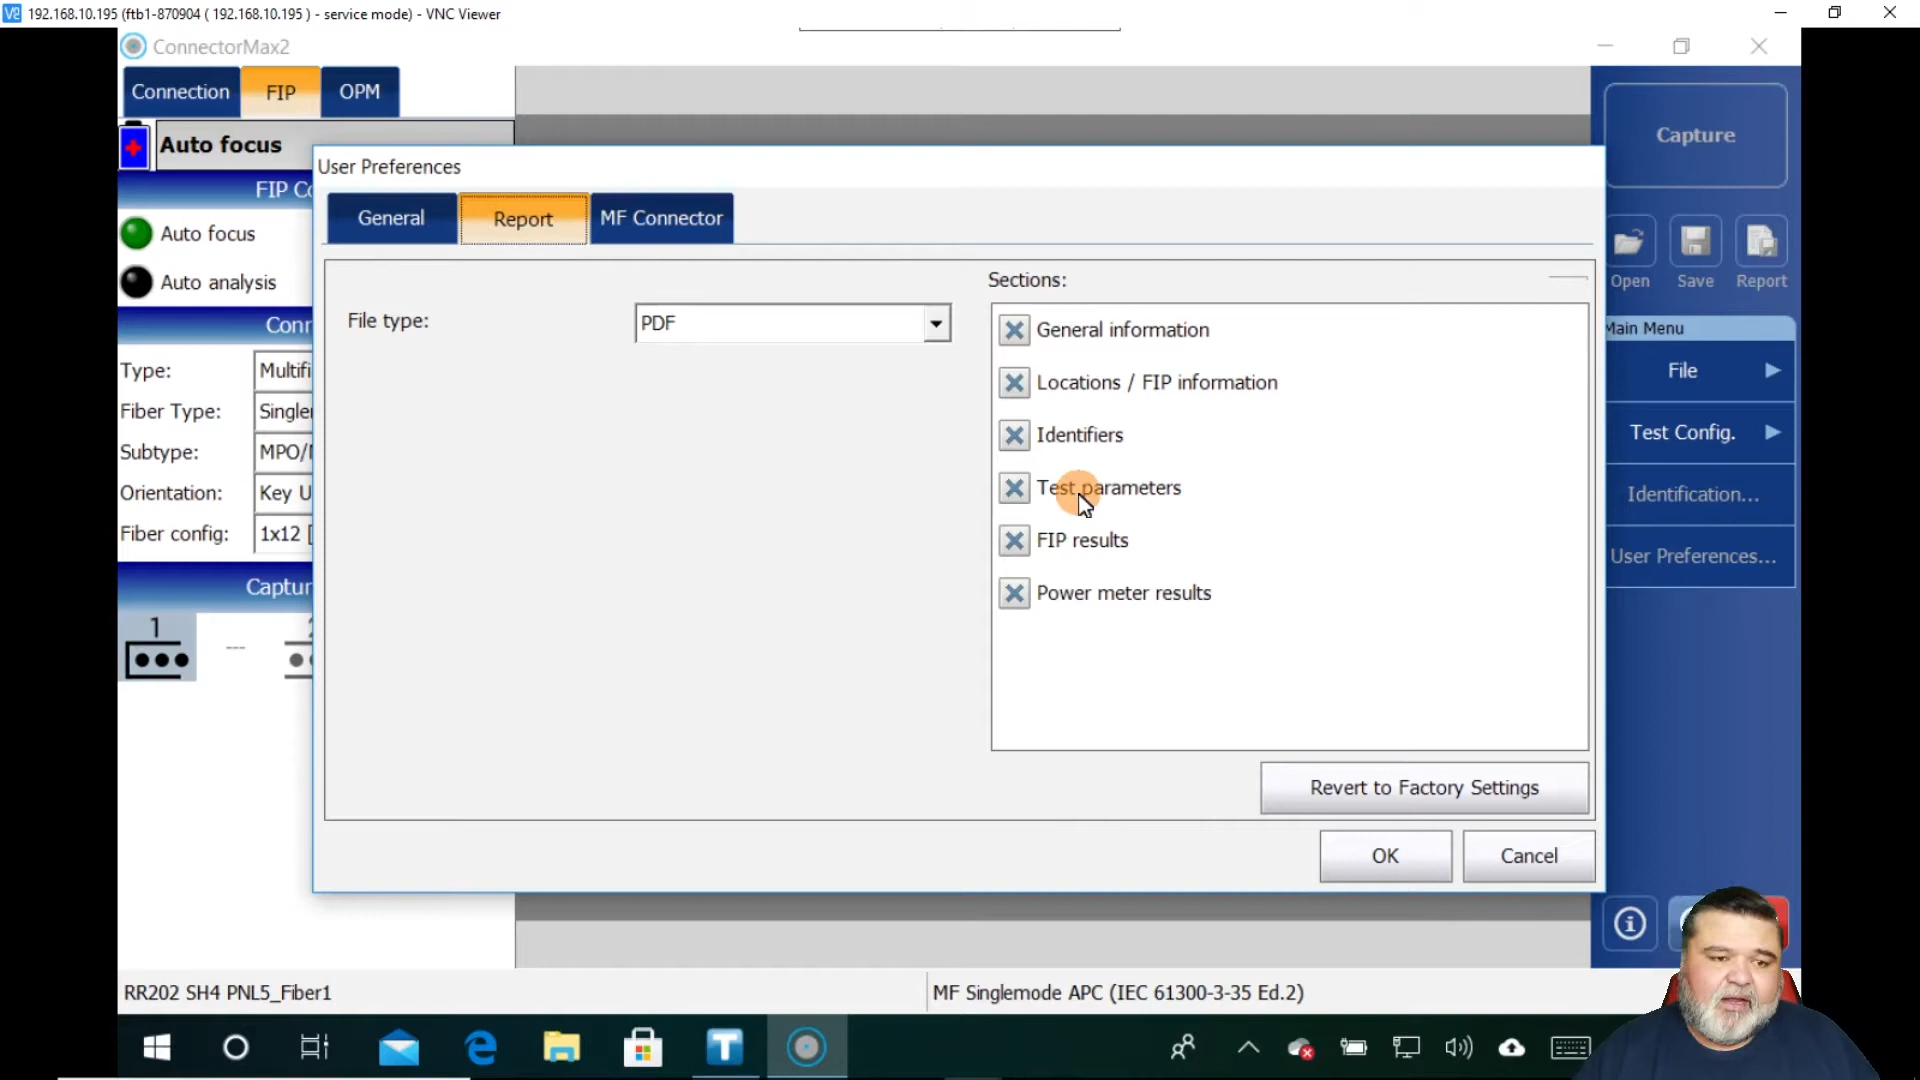 192.168.10.195 (ftb1-870904 ( 192.168.10.195 ) - service mode) - VNC Viewer
ConnectorMax2
Connection
FIP
OPM
Capture
Auto focus
User Preferences
FIP Co
General
Report
MF Connector
Auto focus
Auto analysis
Open
Save
Report
Sections:
File type:
PDF
General information
Locations / FIP information
Identifiers
Test parameters
FIP results
Power meter results
Conn
Type:
Multifi
Fiber Type:
Single
Subtype:
MPO/
Orientation:
Key U
Fiber config:
1x12 [
Captur
1
---
Main Menu
File
Test Config.
Identification...
User Preferences...
Revert to Factory Settings
OK
Cancel
RR202 SH4 PNL5_Fiber1
MF Singlemode APC (IEC 61300-3-35 Ed.2)